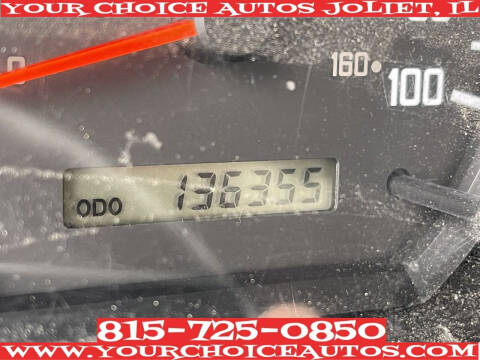 YOUR CHOICE AUTOS JOLIET, IL
160
100
ODO 136355
815-725-0850
WWW.YOURCHOICEAUTOS.COM